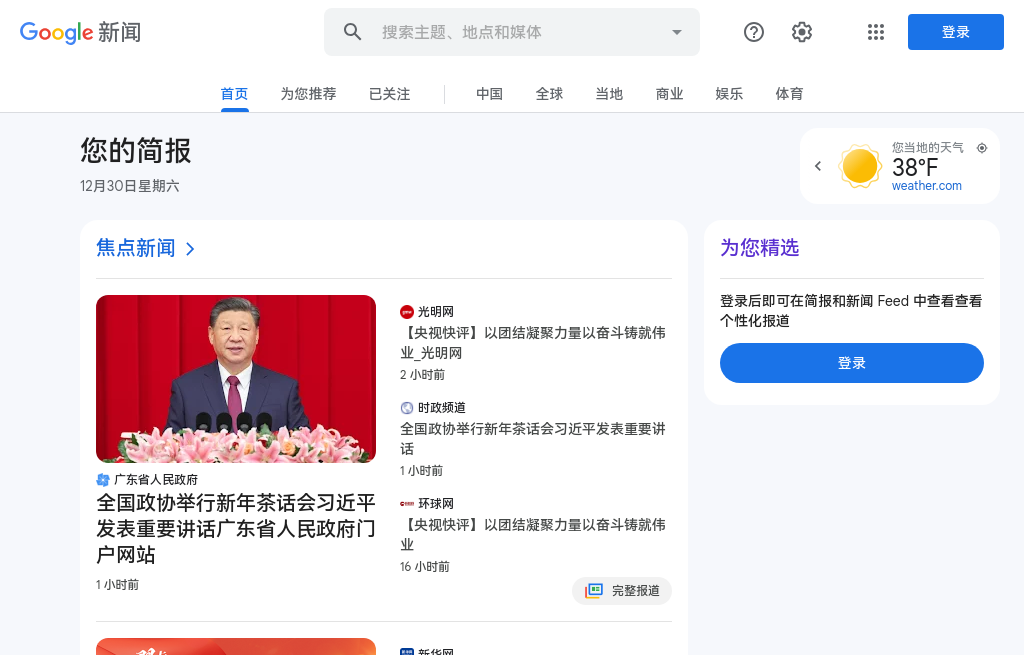 Google 新闻
搜索主题、地点和媒体
登录
首页
为您推荐
已关注
中国
全球
当地
商业
娱乐
体育
您的简报
12月30日星期六
您当地的天气
38°F
weather.com
焦点新闻
广东省人民政府
全国政协举行新年茶话会习近平
发表重要讲话广东省人民政府门
户网站
1 小时前
光明网
【央视快评】以团结凝聚力量以奋斗铸就伟
业_光明网
2 小时前
时政频道
全国政协举行新年茶话会习近平发表重要讲
话
1 小时前
环球网
【央视快评】以团结凝聚力量以奋斗铸就伟
业
16 小时前
完整报道
新华网
为您精选
登录后即可在简报和新闻 Feed 中查看查看
个性化报道
登录